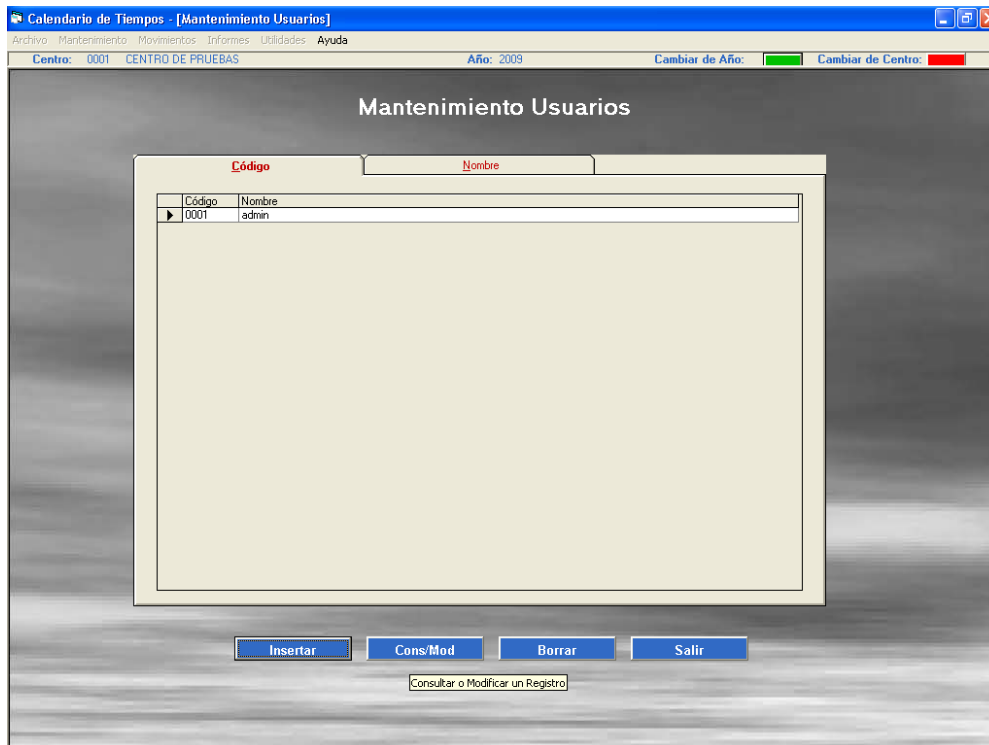 Calendario de Tiempos - [Mantenimiento Usuarios]
Archivo Mantenimiento Movimientos Informes Utilidades Ayuda
Centro: 0001 CENTRO DE PRUEBAS Año: 2009 Cambiar de Año: Cambiar de Centro:
Mantenimiento Usuarios
Código Nombre
Código Nombre
0001 admin
Insertar Cons/Mod Borrar Salir
Consultar o Modificar un Registro